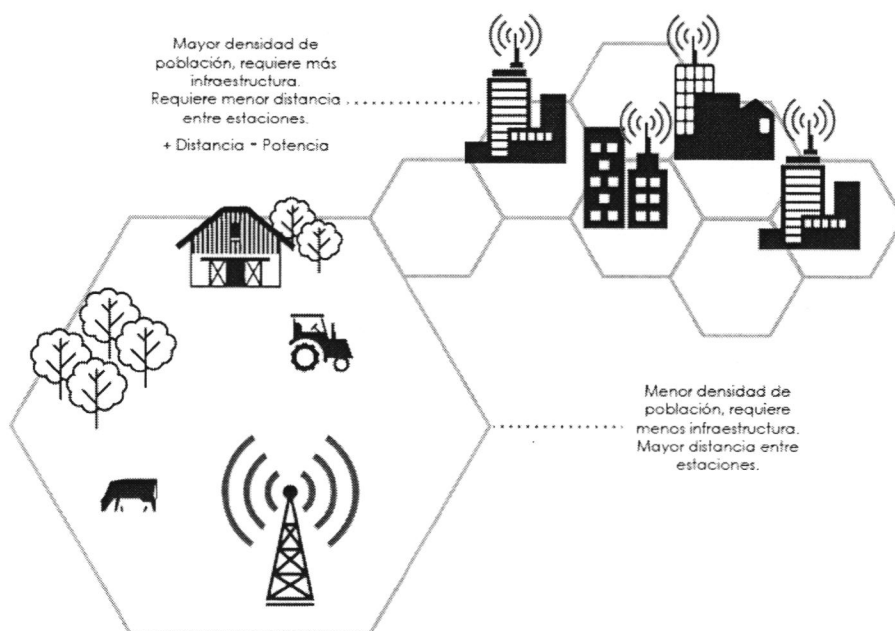 Mayor densidad de
población, requiere más
infraestructura.
Requiere menor distancia
entre estaciones.
+ Distancia - Potencia
Menor densidad de
población, requiere
menos infraestructura.
Mayor distancia entre
estaciones.